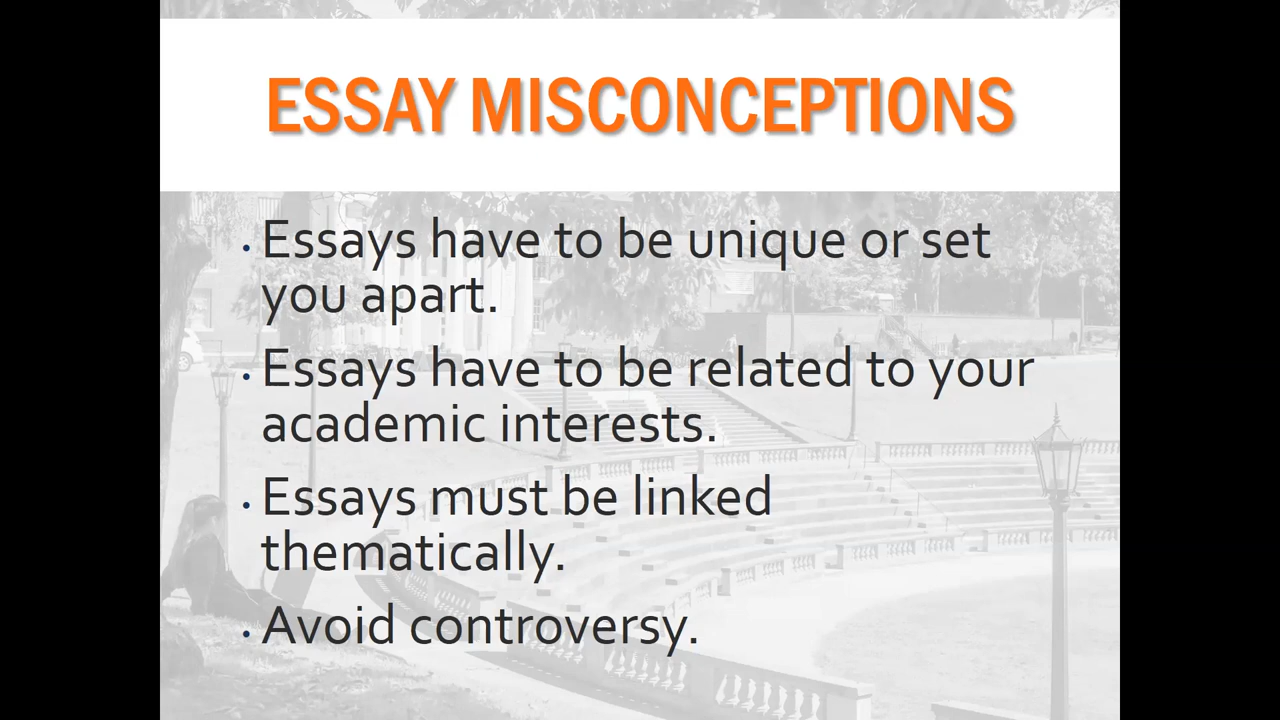 ESSAY MISCONCEPTIONS
• Essays have to be unique or set
you apart.
• Essays have to be related to your
academic interests.
• Essays must be linked
thematically.
• Avoid controversy.